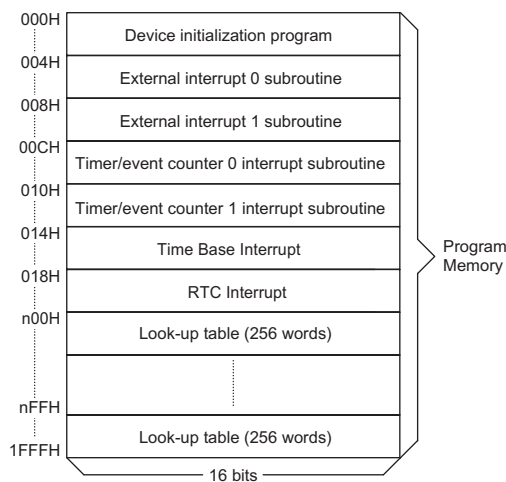 000H
Device initialization program
004H
External interrupt 0 subroutine
008H
External interrupt 1 subroutine
00CH
Timer/event counter 0 interrupt subroutine
010H
Timer/event counter 1 interrupt subroutine
014H
Time Base Interrupt
018H
RTC Interrupt
n00H
Look-up table (256 words)
nFFH
Look-up table (256 words)
1FFFH
16 bits
Program
Memory